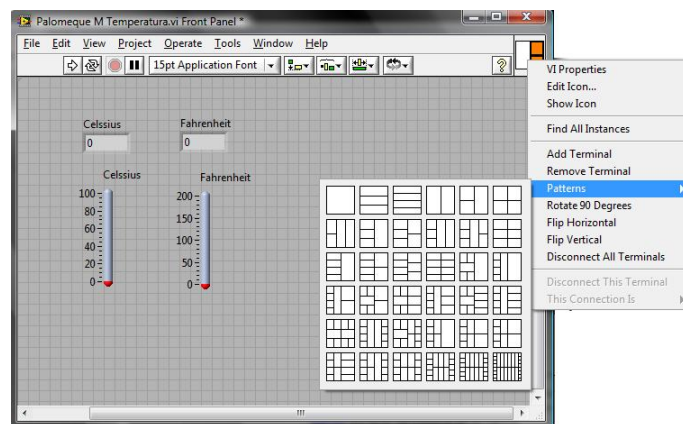 Palomeque M Temperatura.vi Front Panel *
File Edit View Project Operate Tools Window Help
15pt Application Font
?
Celssius Fahrenheit
0 0
Celssius Fahrenheit
100
80
60
40
20
0
200
150
100
50
0
VI Properties
Edit Icon...
Show Icon
Find All Instances
Add Terminal
Remove Terminal
Patterns
Rotate 90 Degrees
Flip Horizontal
Flip Vertical
Disconnect All Terminals
Disconnect This Terminal
This Connection Is